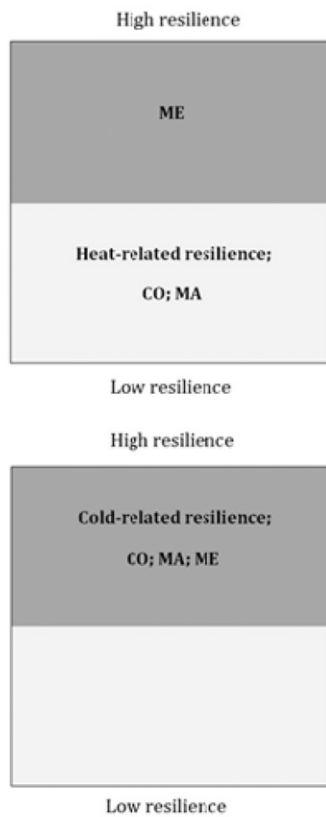 High resilience
ME
Heat-related resilience;
CO; MA
Low resilience
High resilience
Cold-related resilience;
CO; MA; ME
Low resilience